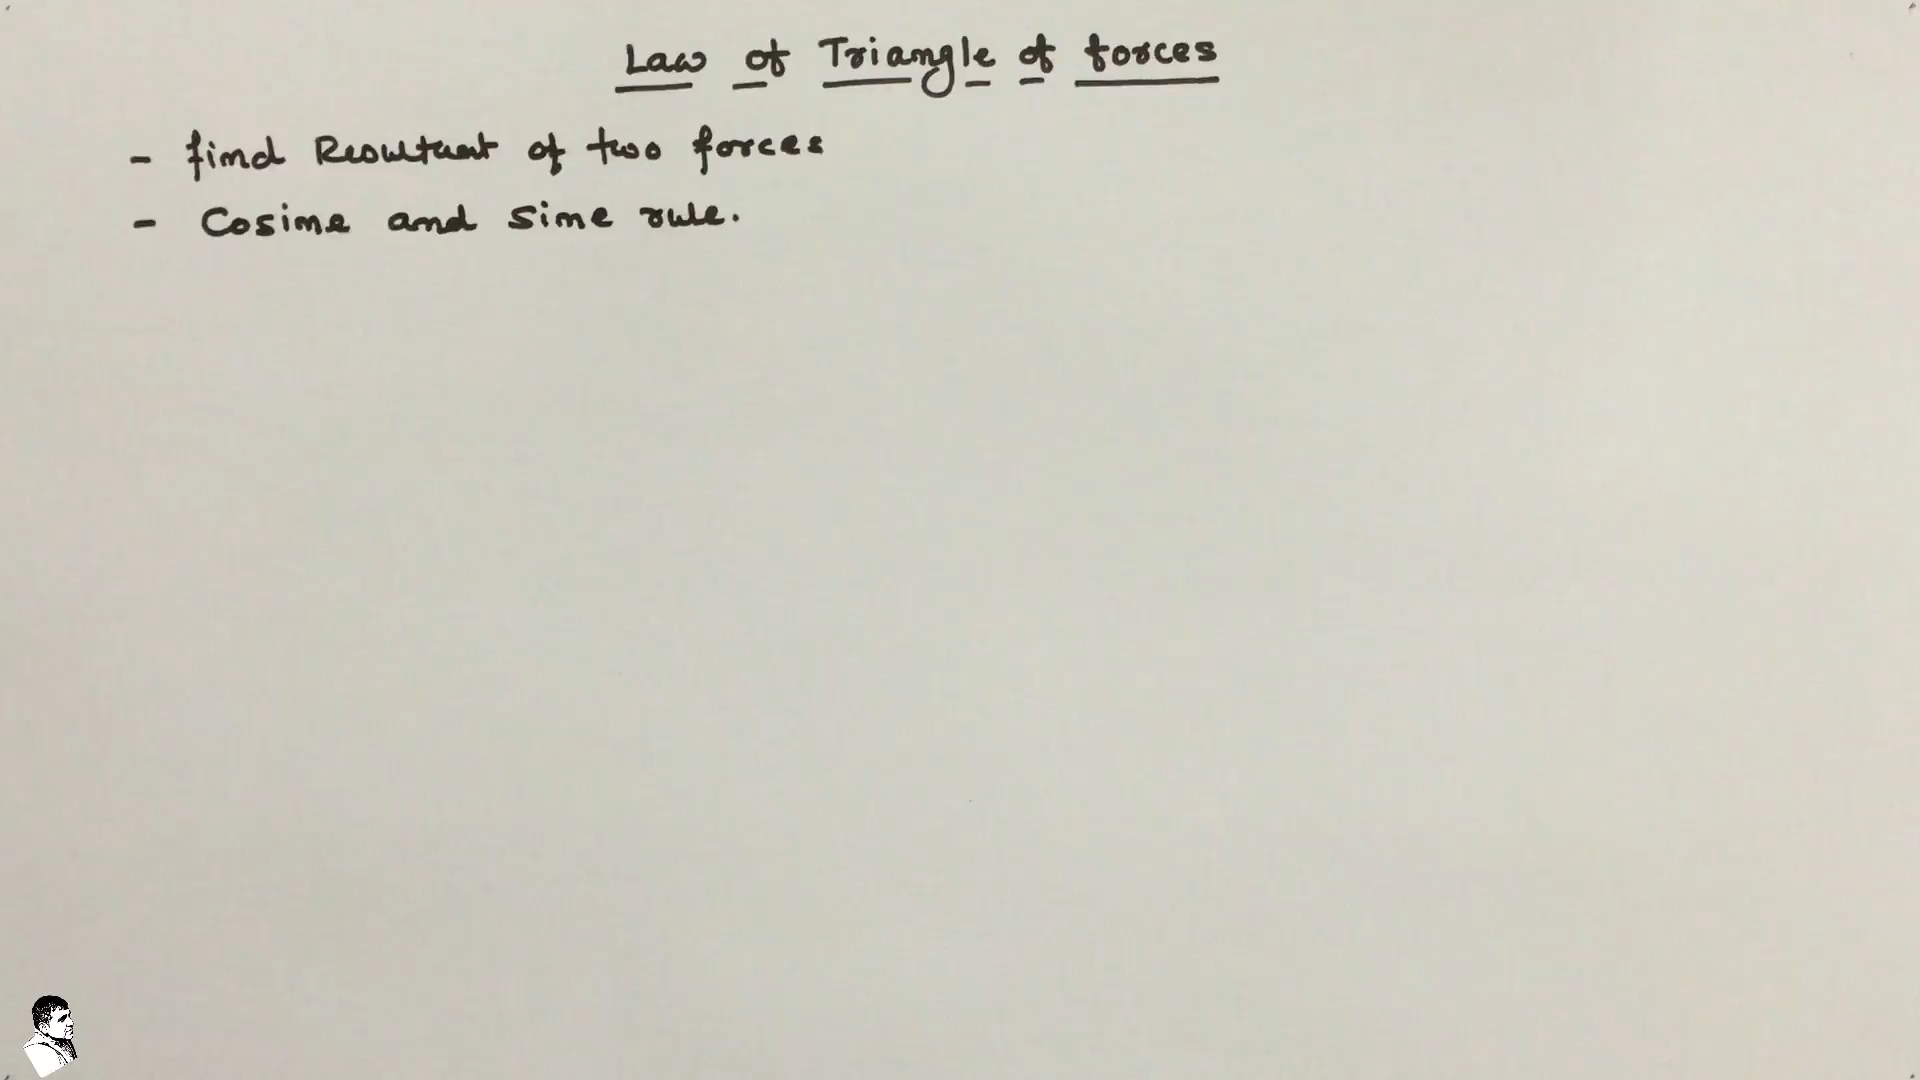 Law of Triangle of forces
- find Resultant of two forces
- Cosine and Sine rule.